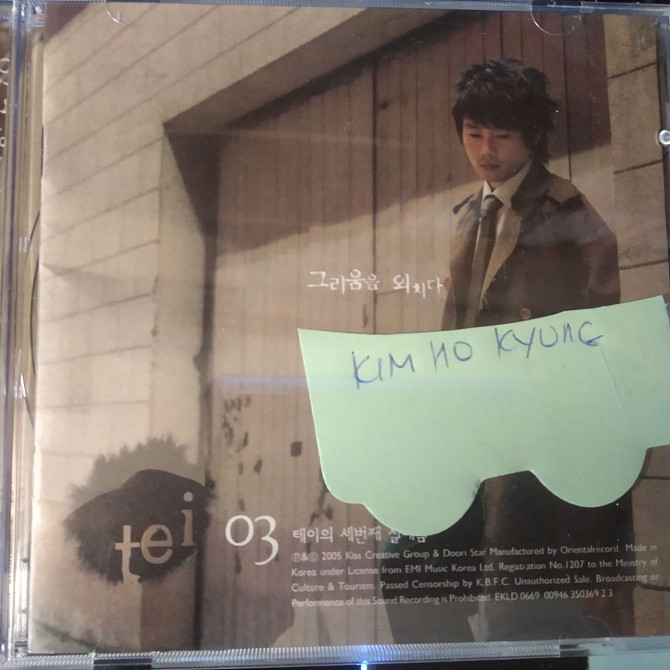 그리움을 외치다
KIM HO KYUNG
tei
03 테이의 세번째
℗&© 2005 Kiss Creative Group & Doon Star Manufactured by Orientalrecord Made in
Korea under License from EMI Music Korea Ltd, Registration No.1207 to the Ministry of
Culture & Tourism. Passed Censorship by K.B.F.C. Unauthorized Sale. Broadcasting or
Performance of this Sound Recording is Prohibited. EKLD 0669 00946 350369 2 3